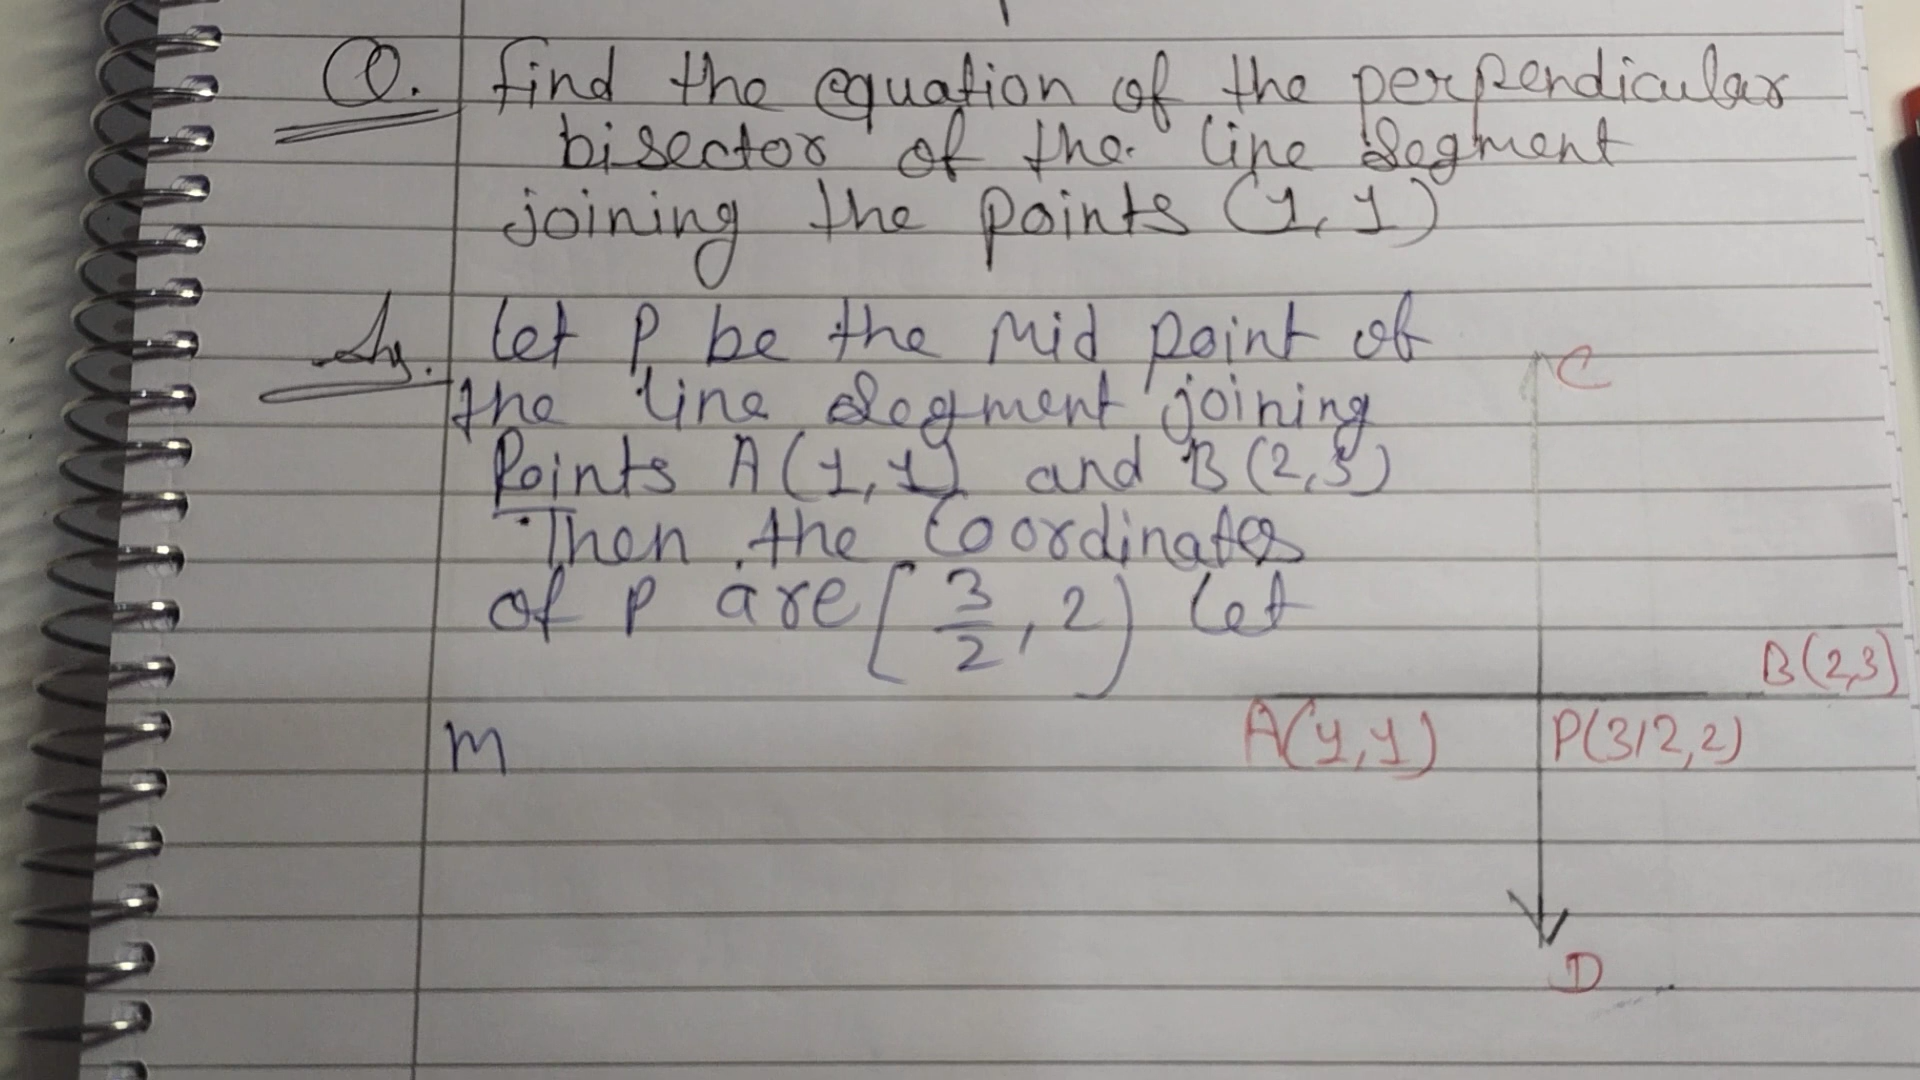 Q. find the equation of the perpendicular
bisector of the line segment
joining the points (1, 1)
Let P be the mid point of
the line segment joining
Points A (1, 1) and B (2, 3)
Then the coordinates
of P are [3/2, 2) Let
m
C
B(2,3)
A(1,1)
P(3/2,2)
D